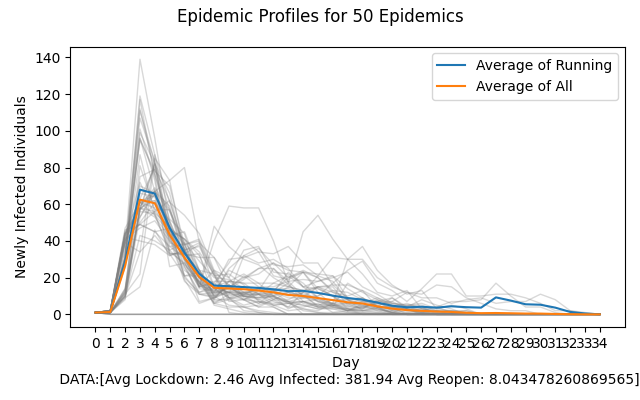 Epidemic Profiles for 50 Epidemics
140
120
100
80
60
40
20
0
Newly Infected Individuals
Average of Running
Average of All
0 1 2 3 4 5 6 7 8 9 10 11 12 13 14 15 16 17 18 19 20 21 22 23 24 25 26 27 28 29 30 31 32 33 34
Day
DATA:[Avg Lockdown: 2.46 Avg Infected: 381.94 Avg Reopen: 8.043478260869565]